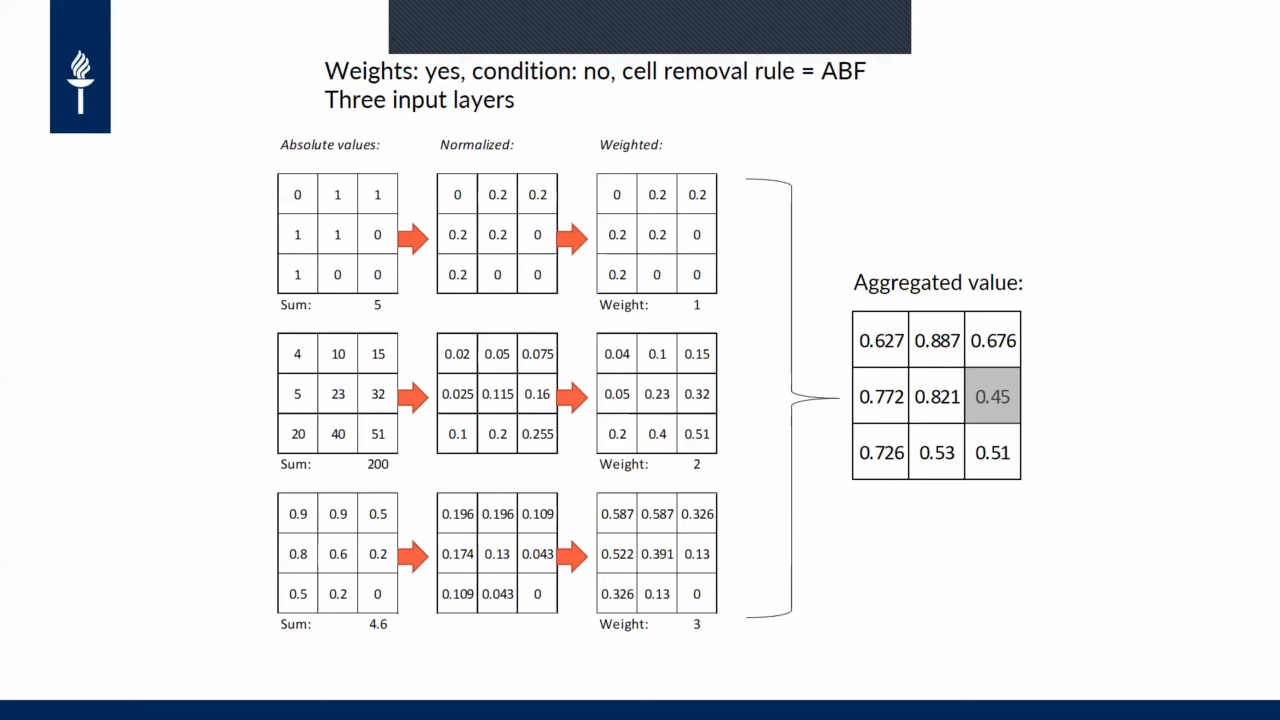 Weights: yes, condition: no, cell removal rule = ABF
Three input layers
Absolute values: Normalized: Weighted:
0 1 1 0 0.2 0.2 0 0.2 0.2
1 1 0 0.2 0.2 0 0.2 0.2 0
1 0 0 0.2 0 0 0.2 0 0
Sum: 5 Weight: 1
4 10 15 0.02 0.05 0.075 0.04 0.1 0.15
5 23 32 0.025 0.115 0.16 0.05 0.23 0.32
20 40 51 0.1 0.2 0.255 0.2 0.4 0.51
Sum: 200 Weight: 2
0.9 0.9 0.5 0.196 0.196 0.109 0.587 0.587 0.326
0.8 0.6 0.2 0.174 0.13 0.043 0.522 0.391 0.13
0.5 0.2 0 0.109 0.043 0 0.326 0.13 0
Sum: 4.6 Weight: 3
Aggregated value:
0.627 0.887 0.676
0.772 0.821 0.45
0.726 0.53 0.51